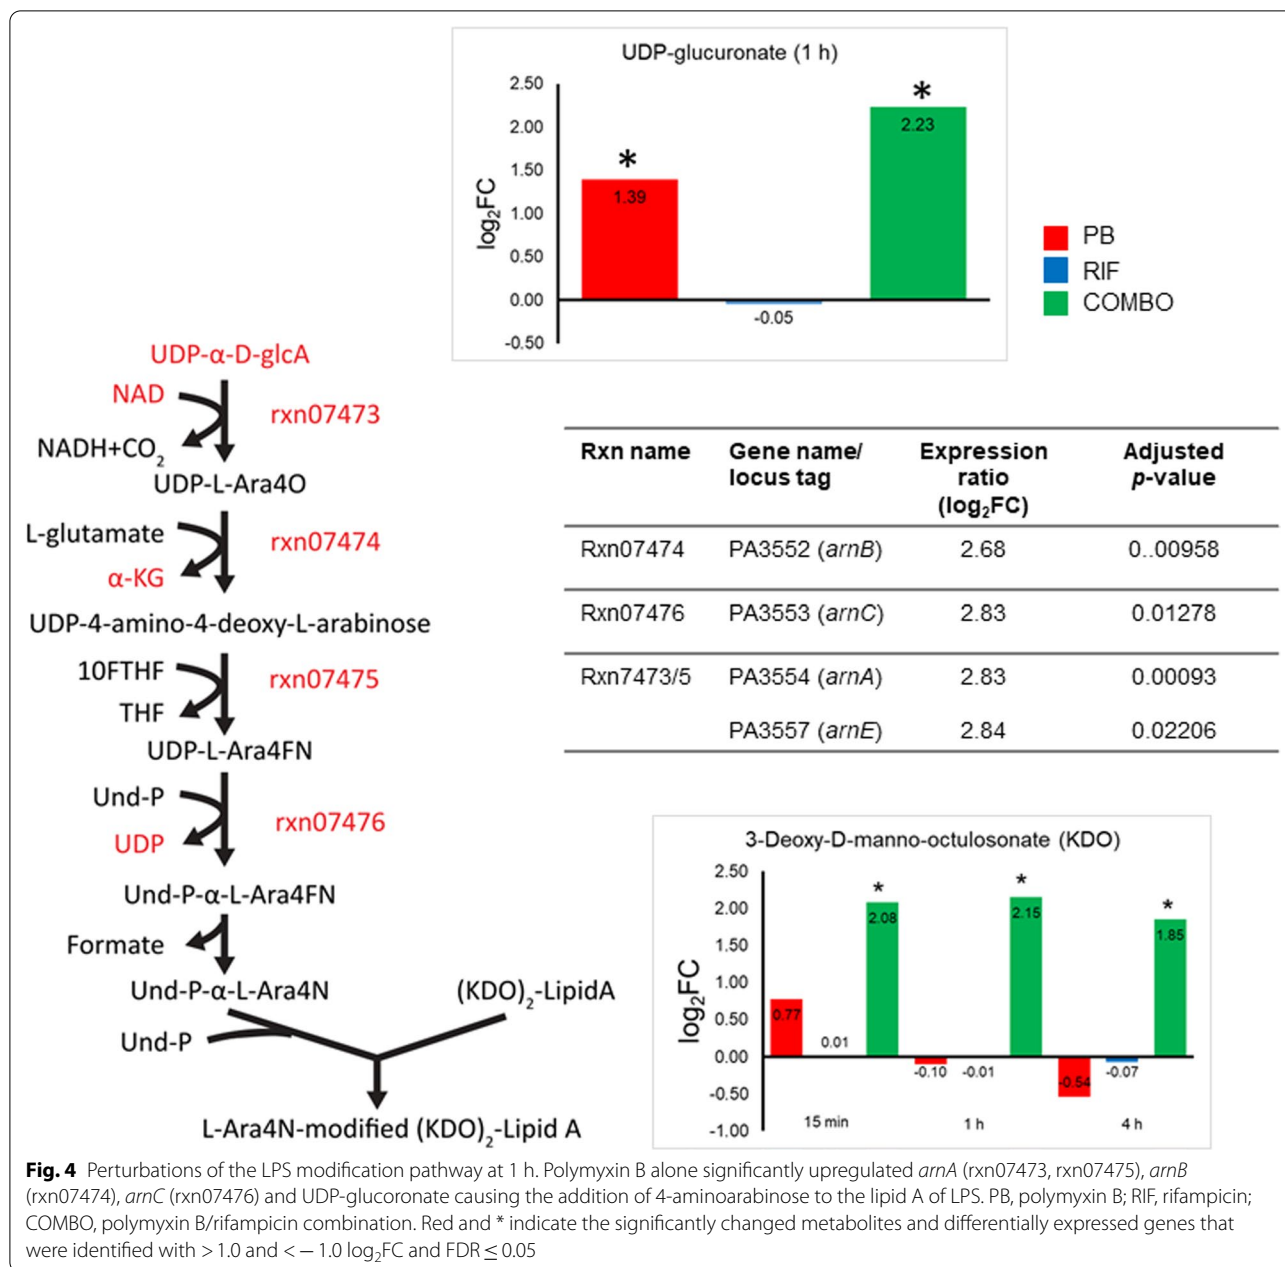 UDP-glucuronate (1 h)
2.50
2.00
1.50
1.00
0.50
0.00
-0.50
log₂FC
*
1.39
-0.05
*
2.23
PB
RIF
COMBO
UDP-α-D-glcA
NAD
rxn07473
NADH+CO₂
UDP-L-Ara4O
L-glutamate
rxn07474
α-KG
UDP-4-amino-4-deoxy-L-arabinose
10FTHF
rxn07475
THF
UDP-L-Ara4FN
Und-P
rxn07476
UDP
Und-P-α-L-Ara4FN
Formate
Und-P-α-L-Ara4N
(KDO)₂-LipidA
Und-P
L-Ara4N-modified (KDO)₂-Lipid A
Rxn name Gene name/ Expression Adjusted
locus tag ratio p-value
(log₂FC)
Rxn07474 PA3552 (arnB) 2.68 0..00958
Rxn07476 PA3553 (arnC) 2.83 0.01278
Rxn7473/5 PA3554 (arnA) 2.83 0.00093
PA3557 (arnE) 2.84 0.02206
3-Deoxy-D-manno-octulosonate (KDO)
2.50
2.00
1.50
1.00
0.50
0.00
-0.50
-1.00
log₂FC
0.77
0.01
*
2.08
-0.10
-0.01
*
2.15
-0.54
-0.07
*
1.85
15 min 1 h 4 h
Fig. 4 Perturbations of the LPS modification pathway at 1 h. Polymyxin B alone significantly upregulated arnA (rxn07473, rxn07475), arnB
(rxn07474), arnC (rxn07476) and UDP-glucoronate causing the addition of 4-aminoarabinose to the lipid A of LPS. PB, polymyxin B; RIF, rifampicin;
COMBO, polymyxin B/rifampicin combination. Red and * indicate the significantly changed metabolites and differentially expressed genes that
were identified with > 1.0 and < − 1.0 log₂FC and FDR ≤ 0.05